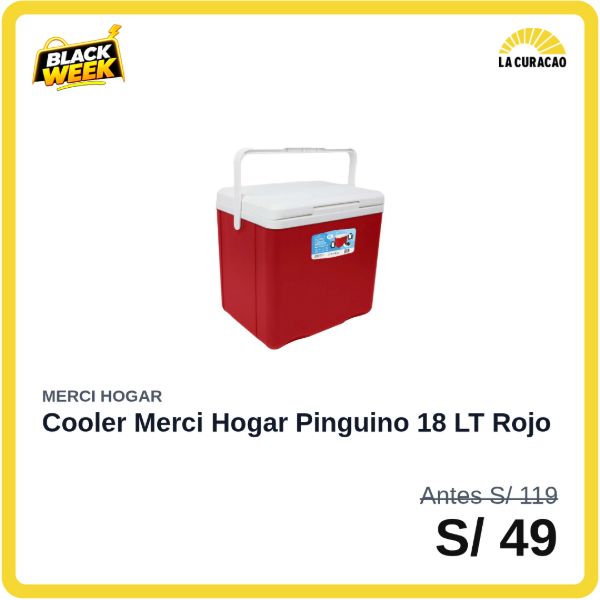 BLACK
WEEK
LA CURACAO
MERCI HOGAR
Cooler Merci Hogar Pinguino 18 LT Rojo
Antes S/ 119
S/ 49